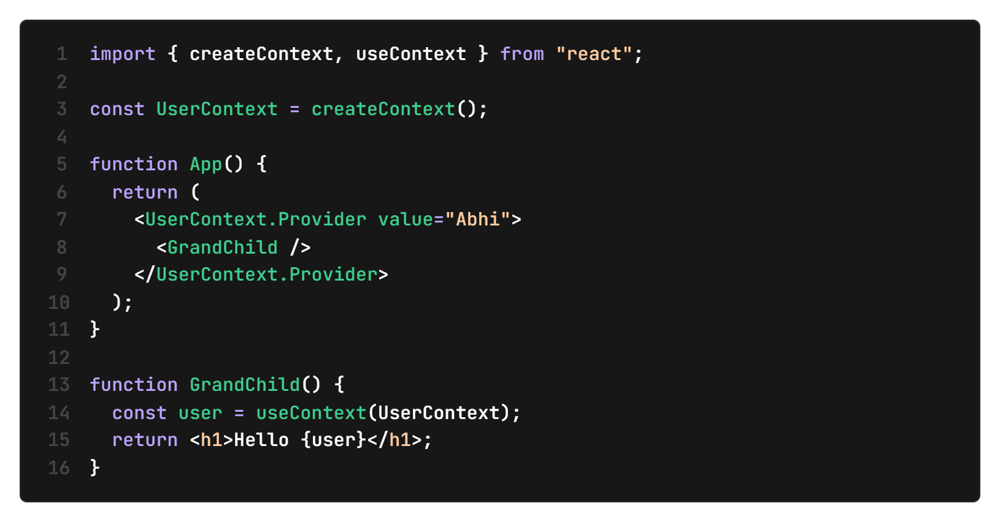 1 import { createContext, useContext } from "react";
2
3 const UserContext = createContext();
4
5 function App() {
6   return (
7     <UserContext.Provider value="Abhi">
8       <GrandChild />
9     </UserContext.Provider>
10   );
11 }
12
13 function GrandChild() {
14   const user = useContext(UserContext);
15   return <h1>Hello {user}</h1>;
16 }